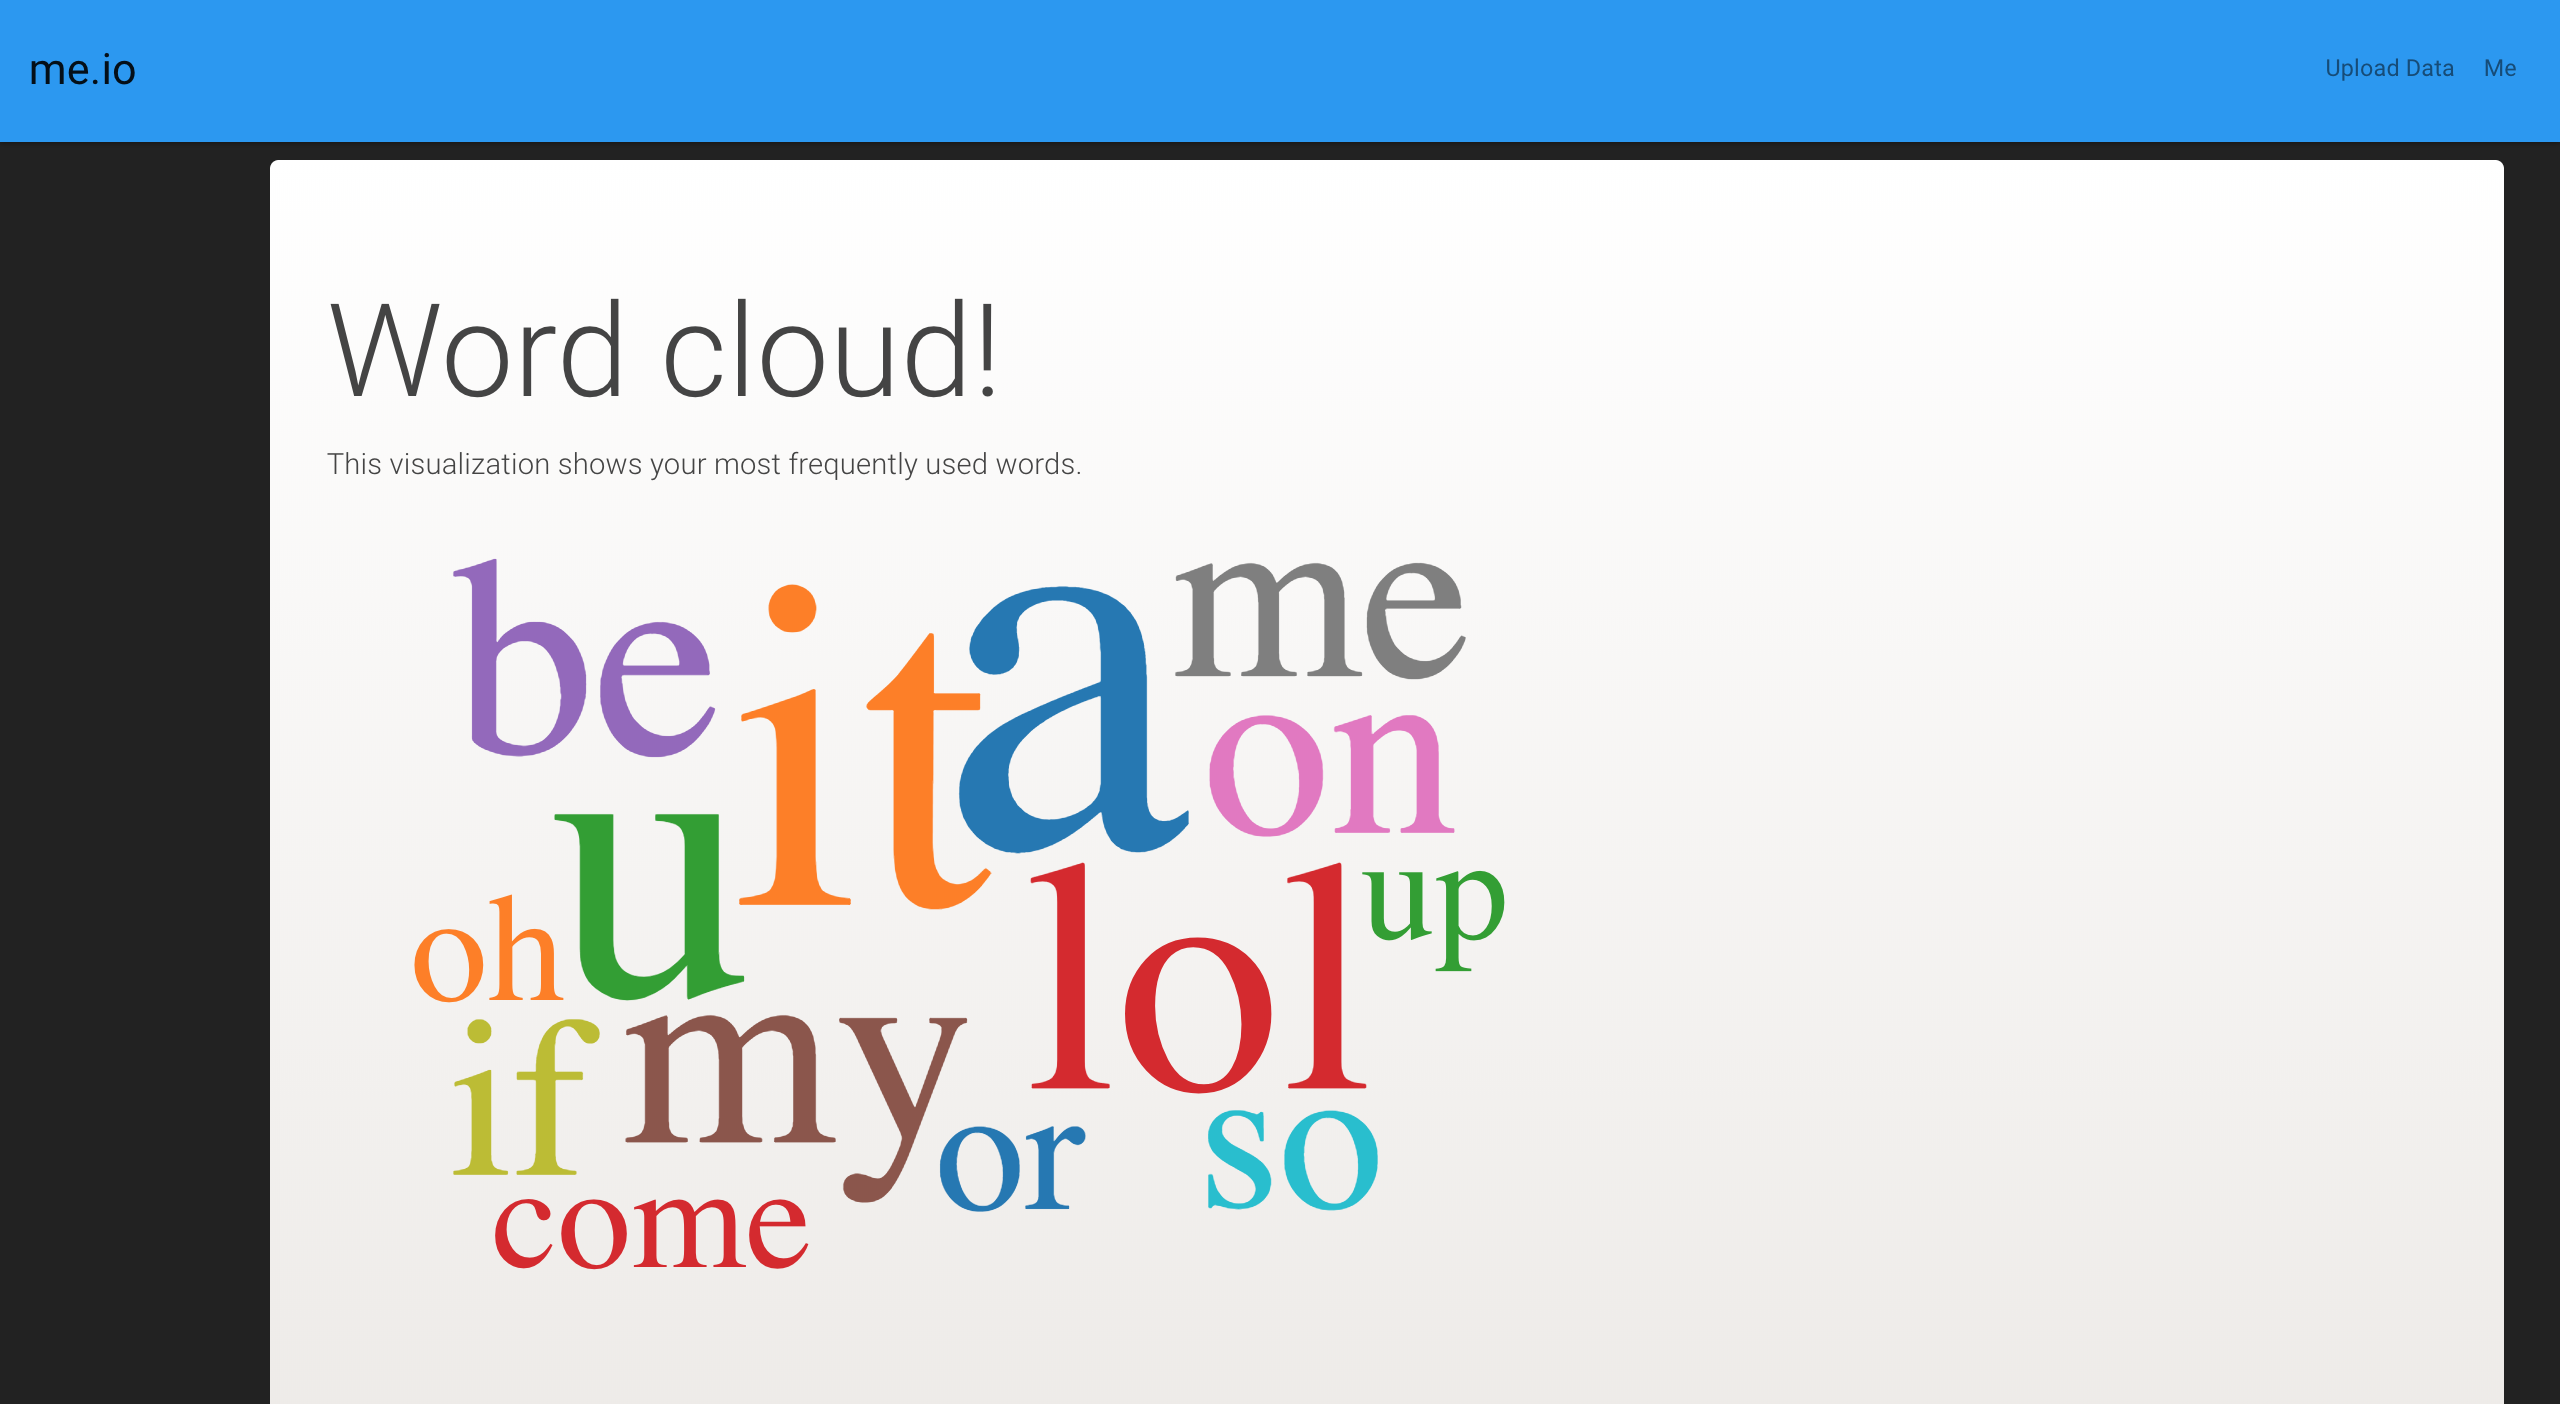 me.io
Upload Data Me
Word cloud!
This visualization shows your most frequently used words.
be it a me
on
u lol up
oh
if my or so
come